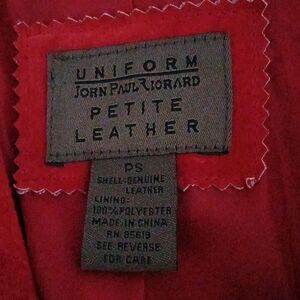 UNIFORM
JOHN PAUL RICHARD
PETITE
LEATHER
PS
SHELL: GENUINE
LEATHER
LINING:
100% POLYESTER
MADE IN CHINA
RN 95619
SEE REVERSE
FOR CARE